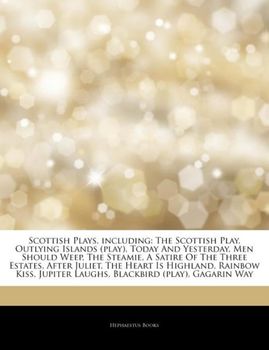 Scottish Plays, including: The Scottish Play,
Outlying Islands (play), Today And Yesterday, Men
Should Weep, The Steamie, A Satire Of The Three
Estates, After Juliet, The Heart Is Highland, Rainbow
Kiss, Jupiter Laughs, Blackbird (play), Gagarin Way
Hephaestus Books